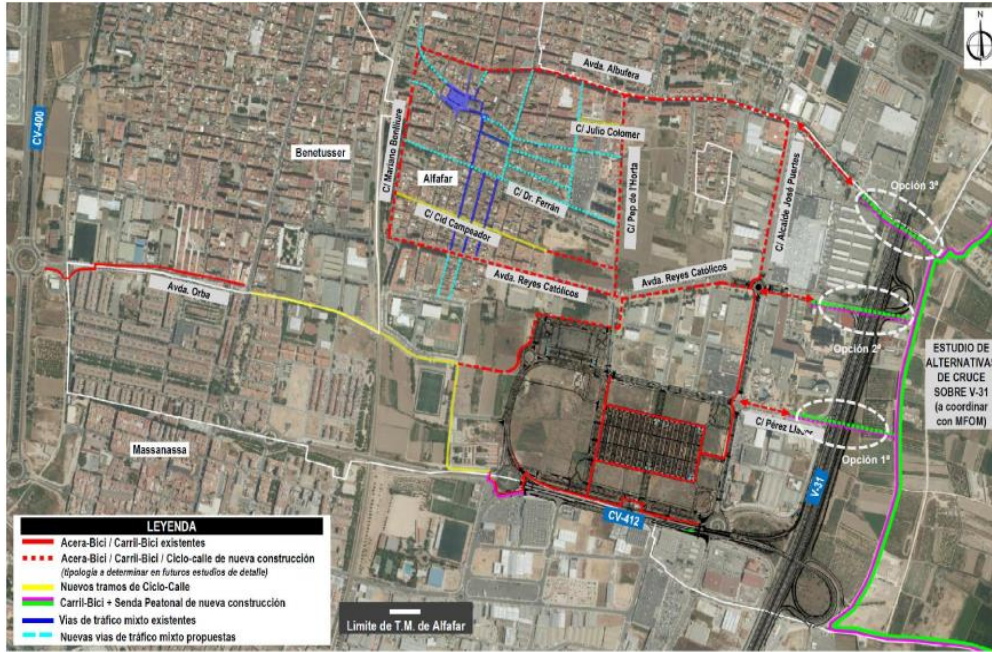 N
Avda. Albufera
CV-400
C/ Julio Colomer
C/ Mariano Benlliure
Benetusser
Alfafar
C/ Dr. Ferrán
C/ Pep de l'Horta
C/ Alcalde José Puertes
Opción 3ª
C/ Cid Campeador
Avda. Reyes Católicos
Avda. Reyes Católicos
Avda. Orba
Opción 2ª
ESTUDIO DE
ALTERNATIVAS
DE CRUCE
SOBRE V-31
(a coordinar
con MFOM)
C/ Pérez
Opción 1ª
Massanassa
V-31
CV-412
LEYENDA
Acera-Bici / Carril-Bici existentes
Acera-Bici / Carril-Bici / Ciclo-calle de nueva construcción
(tipología a determinar en futuros estudios de detalle)
Nuevos tramos de Ciclo-Calle
Carril-Bici + Senda Peatonal de nueva construcción
Vías de tráfico mixto existentes
Nuevas vías de tráfico mixto propuestas
Límite de T.M. de Alfafar